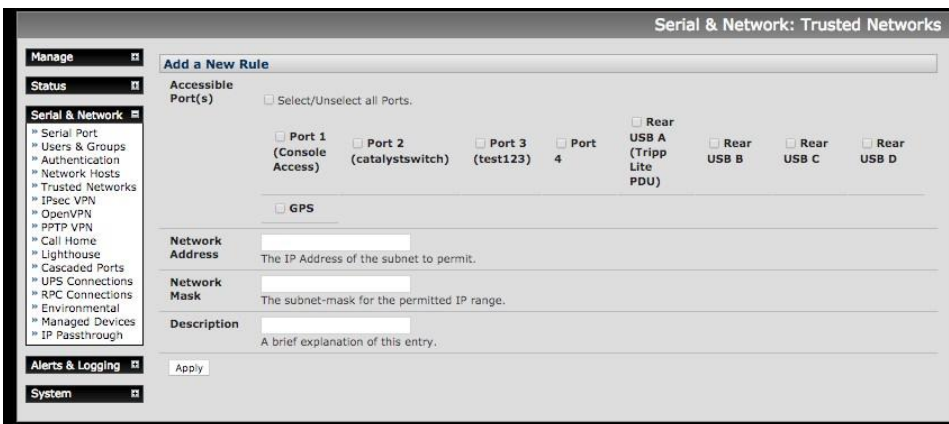 Serial & Network: Trusted Networks
Manage
Status
Serial & Network
Serial Port
Users & Groups
Authentication
Network Hosts
Trusted Networks
IPsec VPN
OpenVPN
PPTP VPN
Call Home
Lighthouse
Cascaded Ports
UPS Connections
RPC Connections
Environmental
Managed Devices
IP Passthrough
Alerts & Logging
System
Add a New Rule
Accessible
Port(s)
Select/Unselect all Ports.
Port 1
(Console
Access)
Port 2
(catalystswitch)
Port 3
(test123)
Port
4
Rear
USB A
(Tripp
Lite
PDU)
Rear
USB B
Rear
USB C
Rear
USB D
GPS
Network
Address
The IP Address of the subnet to permit.
Network
Mask
The subnet-mask for the permitted IP range.
Description
A brief explanation of this entry.
Apply